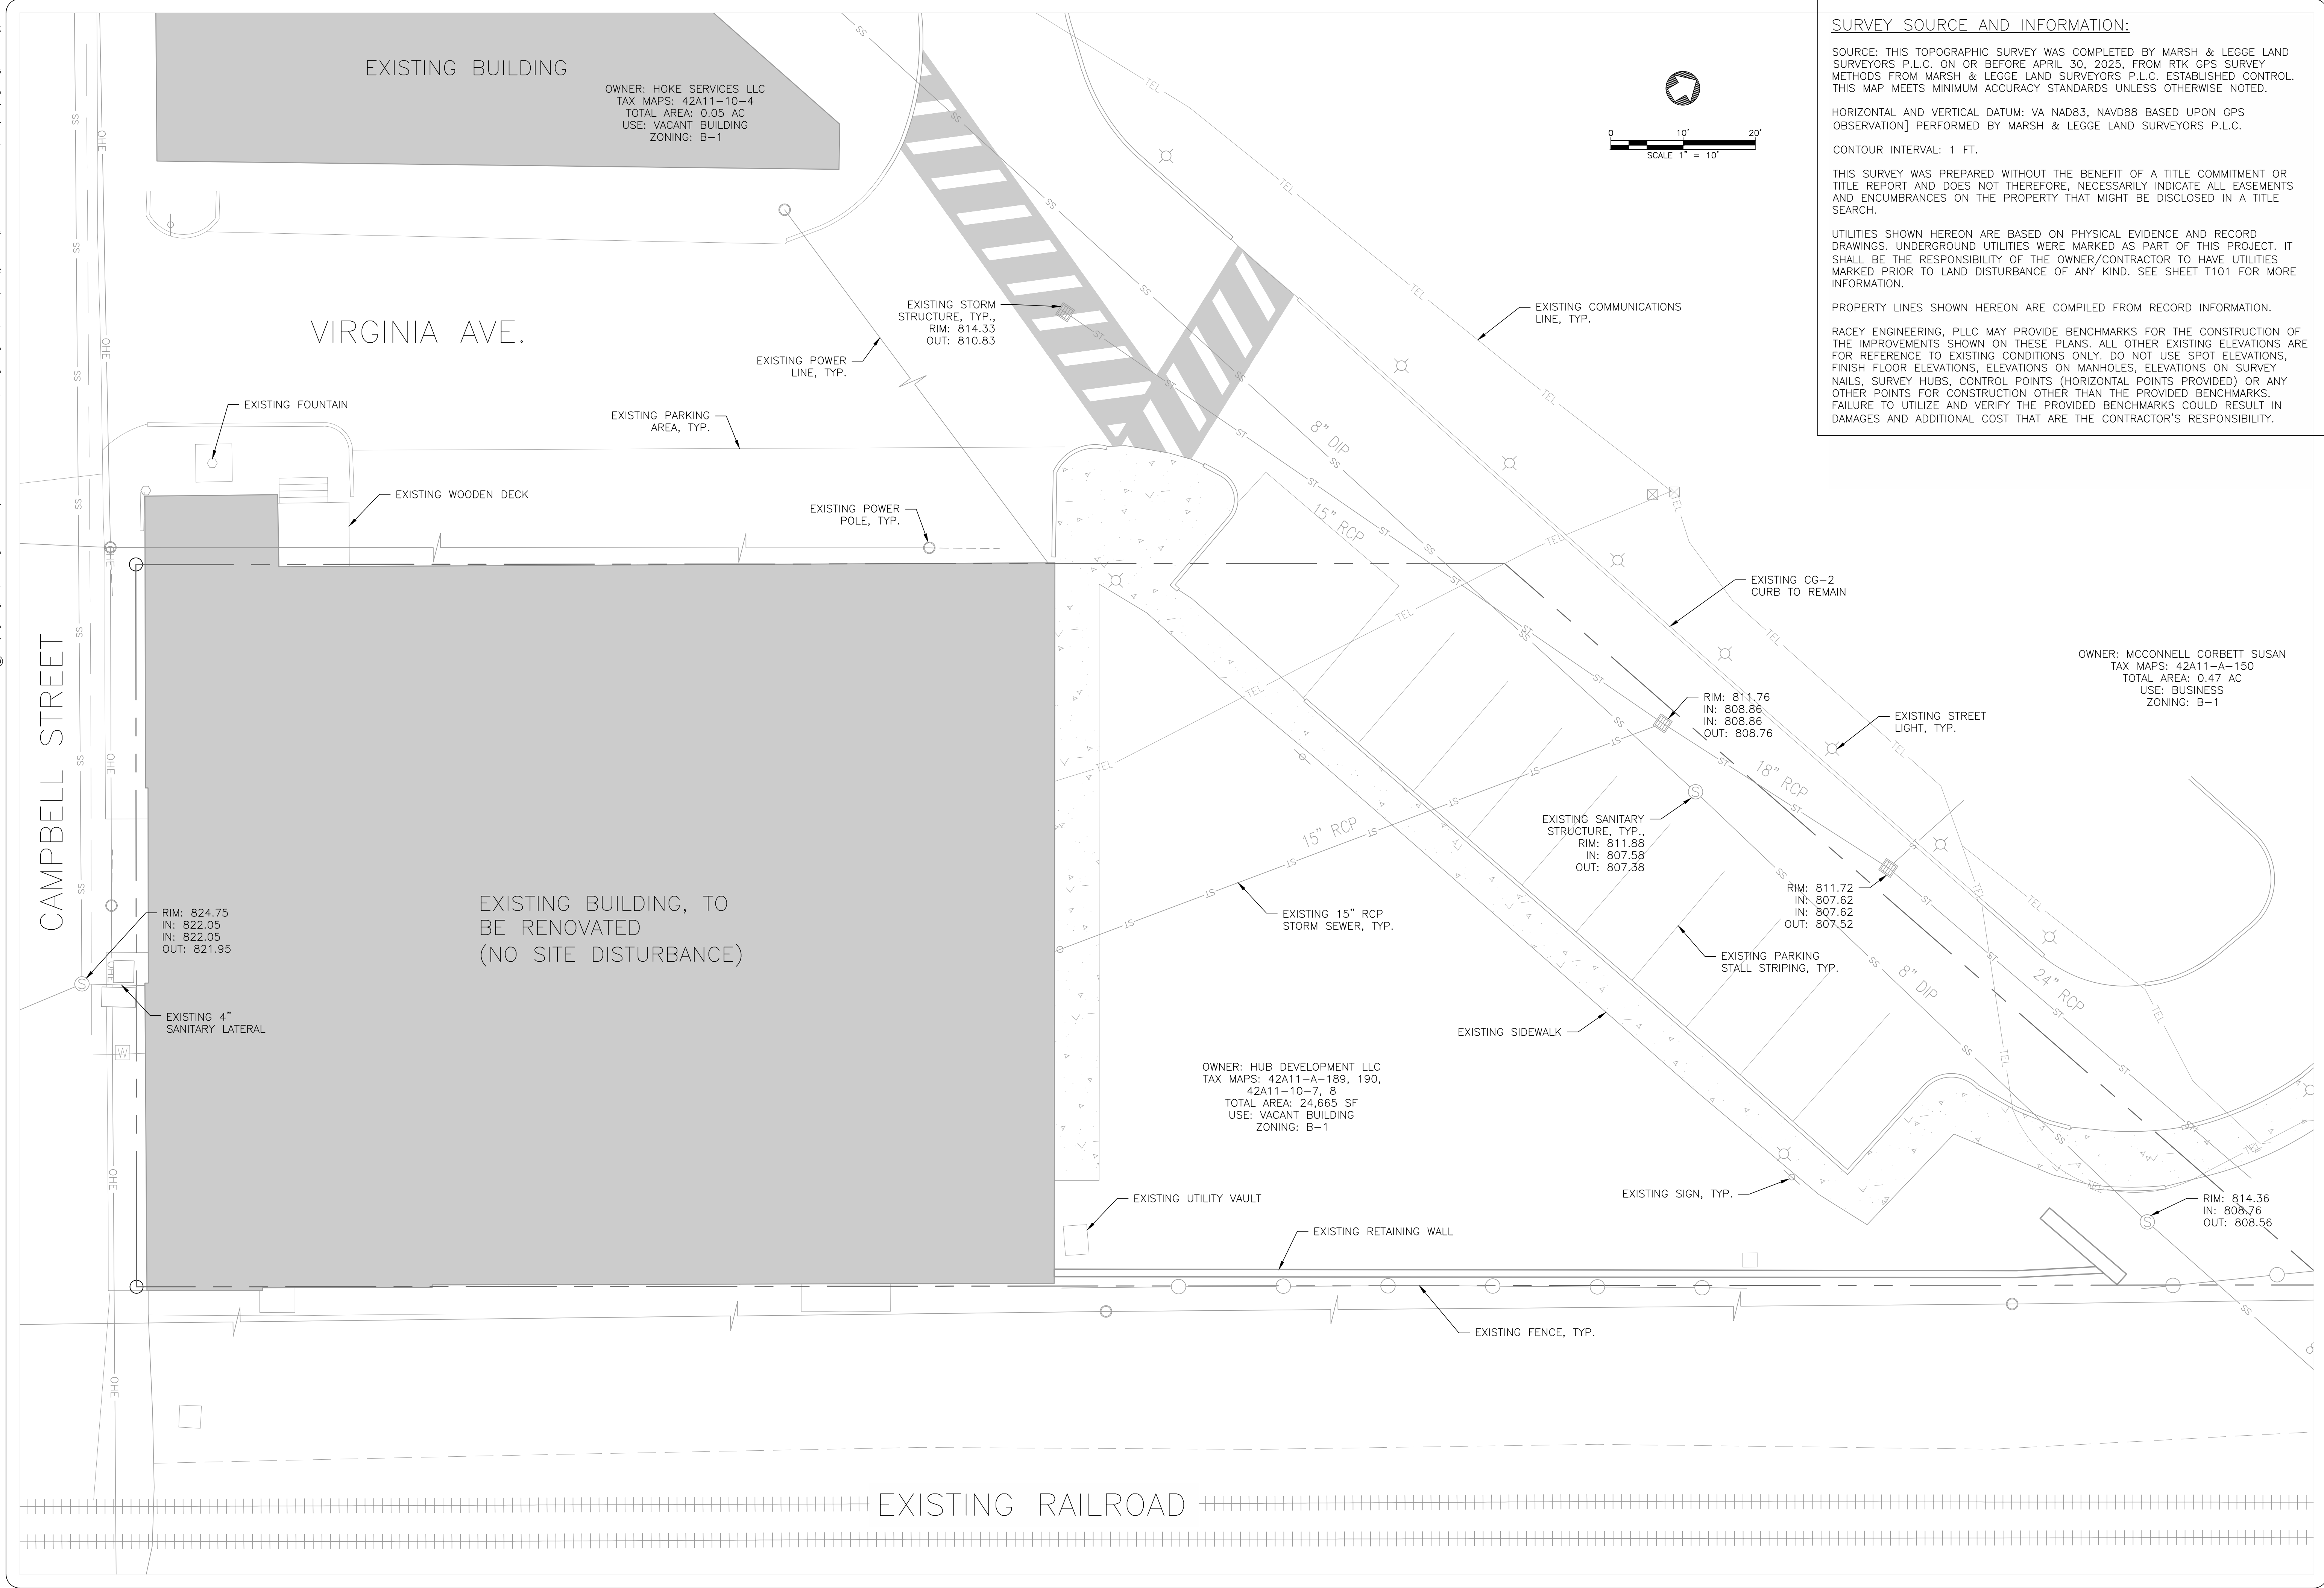 SURVEY SOURCE AND INFORMATION:
SOURCE: THIS TOPOGRAPHIC SURVEY WAS COMPLETED BY MARSH & LEGGE LAND
SURVEYORS P.L.C. ON OR BEFORE APRIL 30, 2025, FROM RTK GPS SURVEY
METHODS FROM MARSH & LEGGE LAND SURVEYORS P.L.C. ESTABLISHED CONTROL.
THIS MAP MEETS MINIMUM ACCURACY STANDARDS UNLESS OTHERWISE NOTED.
HORIZONTAL AND VERTICAL DATUM: VA NAD83, NAVD88 BASED UPON GPS
OBSERVATION] PERFORMED BY MARSH & LEGGE LAND SURVEYORS P.L.C.
CONTOUR INTERVAL: 1 FT.
THIS SURVEY WAS PREPARED WITHOUT THE BENEFIT OF A TITLE COMMITMENT OR
TITLE REPORT AND DOES NOT THEREFORE, NECESSARILY INDICATE ALL EASEMENTS
AND ENCUMBRANCES ON THE PROPERTY THAT MIGHT BE DISCLOSED IN A TITLE
SEARCH.
UTILITIES SHOWN HEREON ARE BASED ON PHYSICAL EVIDENCE AND RECORD
DRAWINGS. UNDERGROUND UTILITIES WERE MARKED AS PART OF THIS PROJECT. IT
SHALL BE THE RESPONSIBILITY OF THE OWNER/CONTRACTOR TO HAVE UTILITIES
MARKED PRIOR TO LAND DISTURBANCE OF ANY KIND. SEE SHEET T101 FOR MORE
INFORMATION.
PROPERTY LINES SHOWN HEREON ARE COMPILED FROM RECORD INFORMATION.
RACEY ENGINEERING, PLLC MAY PROVIDE BENCHMARKS FOR THE CONSTRUCTION OF
THE IMPROVEMENTS SHOWN ON THESE PLANS. ALL OTHER EXISTING ELEVATIONS ARE
FOR REFERENCE TO EXISTING CONDITIONS ONLY. DO NOT USE SPOT ELEVATIONS,
FINISH FLOOR ELEVATIONS, ELEVATIONS ON MANHOLES, ELEVATIONS ON SURVEY
NAILS, SURVEY HUBS, CONTROL POINTS (HORIZONTAL POINTS PROVIDED) OR ANY
OTHER POINTS FOR CONSTRUCTION OTHER THAN THE PROVIDED BENCHMARKS.
FAILURE TO UTILIZE AND VERIFY THE PROVIDED BENCHMARKS COULD RESULT IN
DAMAGES AND ADDITIONAL COST THAT ARE THE CONTRACTOR'S RESPONSIBILITY.
0 10' 20'
SCALE 1" = 10'
EXISTING BUILDING
OWNER: HOKE SERVICES LLC
TAX MAPS: 42A11-10-4
TOTAL AREA: 0.05 AC
USE: VACANT BUILDING
ZONING: B-1
VIRGINIA AVE.
EXISTING STORM
STRUCTURE, TYP.,
RIM: 814.33
OUT: 810.83
EXISTING POWER
LINE, TYP.
EXISTING COMMUNICATIONS
LINE, TYP.
EXISTING FOUNTAIN
EXISTING PARKING
AREA, TYP.
EXISTING WOODEN DECK
EXISTING POWER
POLE, TYP.
8" DIP
15" RCP
EXISTING CG-2
CURB TO REMAIN
OWNER: MCCONNELL CORBETT SUSAN
TAX MAPS: 42A11-A-150
TOTAL AREA: 0.47 AC
USE: BUSINESS
ZONING: B-1
CAMPBELL STREET
RIM: 811.76
IN: 808.86
IN: 808.86
OUT: 808.76
EXISTING STREET
LIGHT, TYP.
18" RCP
15" RCP
EXISTING SANITARY
STRUCTURE, TYP.,
RIM: 811.88
IN: 807.58
OUT: 807.38
RIM: 811.72
IN: 807.62
IN: 807.62
OUT: 807.52
RIM: 824.75
IN: 822.05
IN: 822.05
OUT: 821.95
EXISTING BUILDING, TO
BE RENOVATED
(NO SITE DISTURBANCE)
EXISTING 15" RCP
STORM SEWER, TYP.
EXISTING PARKING
STALL STRIPING, TYP.
8" DIP
24" RCP
EXISTING 4"
SANITARY LATERAL
EXISTING SIDEWALK
OWNER: HUB DEVELOPMENT LLC
TAX MAPS: 42A11-A-189, 190,
42A11-10-7, 8
TOTAL AREA: 24,665 SF
USE: VACANT BUILDING
ZONING: B-1
EXISTING UTILITY VAULT
EXISTING SIGN, TYP.
RIM: 814.36
IN: 808.76
OUT: 808.56
EXISTING RETAINING WALL
EXISTING FENCE, TYP.
EXISTING RAILROAD
SS
OHE
TEL
ST
S
W